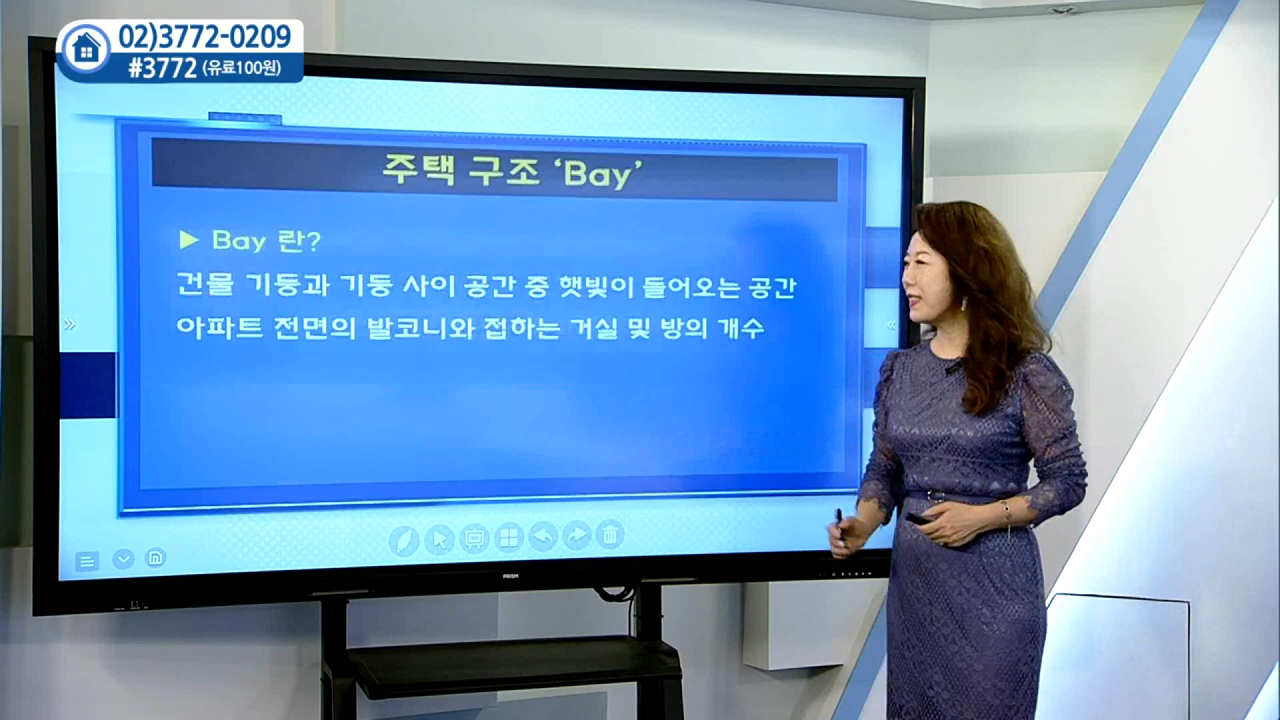 02)3772-0209
#3772 (유료100원)
주택 구조 ‘Bay’
▶ Bay 란?
건물 기둥과 기둥 사이 공간 중 햇빛이 들어오는 공간
아파트 전면의 발코니와 접하는 거실 및 방의 개수
PRISM